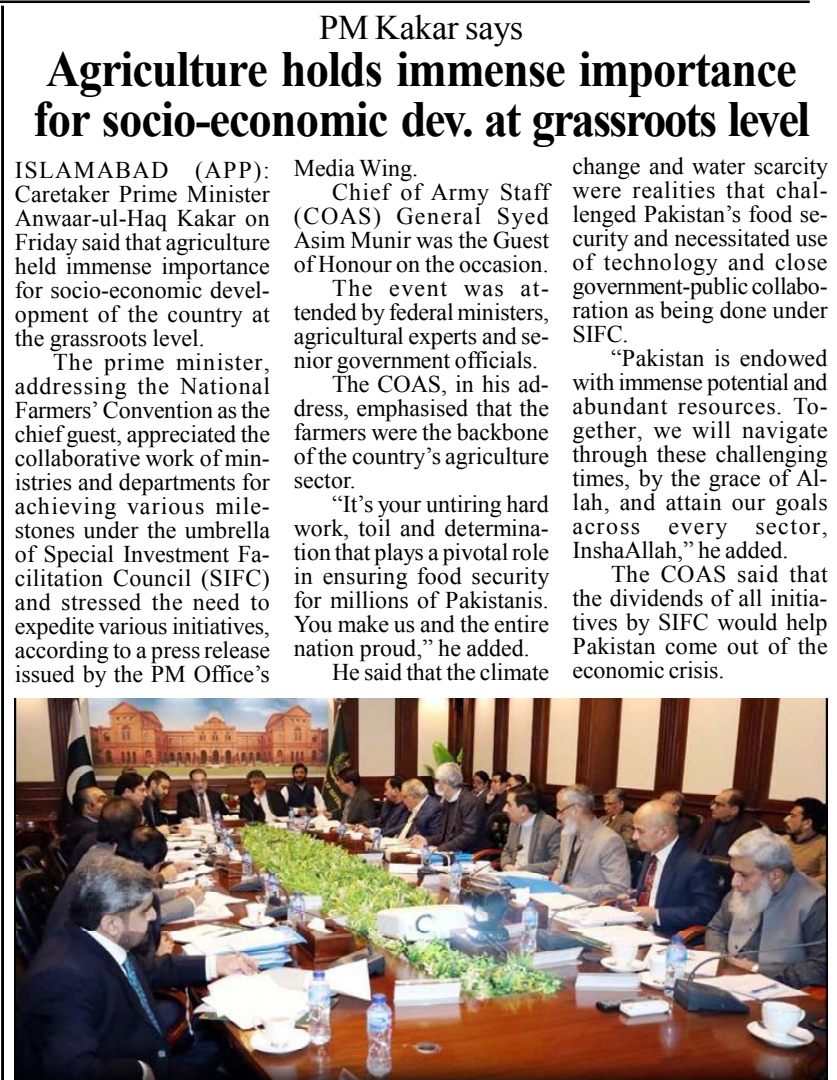 PM Kakar says
Agriculture holds immense importance
for socio-economic dev. at grassroots level
ISLAMABAD (APP):
Caretaker Prime Minister
Anwaar-ul-Haq Kakar on
Friday said that agriculture
held immense importance
for socio-economic devel-
opment of the country at
the grassroots level.
The prime minister,
addressing the National
Farmers' Convention as the
chief guest, appreciated the
collaborative work of min-
istries and departments for
achieving various mile-
stones under the umbrella
of Special Investment Fa-
cilitation Council (SIFC)
and stressed the need to
expedite various initiatives,
according to a press release
issued by the PM Office's
Media Wing.
Chief of Army Staff
(COAS) General Syed
Asim Munir was the Guest
of Honour on the occasion.
The event was at-
tended by federal ministers,
agricultural experts and se-
nior government officials.
The COAS, in his ad-
dress, emphasised that the
farmers were the backbone
of the country's agriculture
sector.
"It's your untiring hard
work, toil and determina-
tion that plays a pivotal role
in ensuring food security
for millions of Pakistanis.
You make us and the entire
nation proud," he added.
He said that the climate
change and water scarcity
were realities that chal-
lenged Pakistan's food se-
curity and necessitated use
of technology and close
government-public collabo-
ration as being done under
SIFC.
"Pakistan is endowed
with immense potential and
abundant resources. To-
gether, we will navigate
through these challenging
times, by the grace of Al-
lah, and attain our goals
across every sector,
InshaAllah," he added.
The COAS said that
the dividends of all initia-
tives by SIFC would help
Pakistan come out of the
economic crisis.